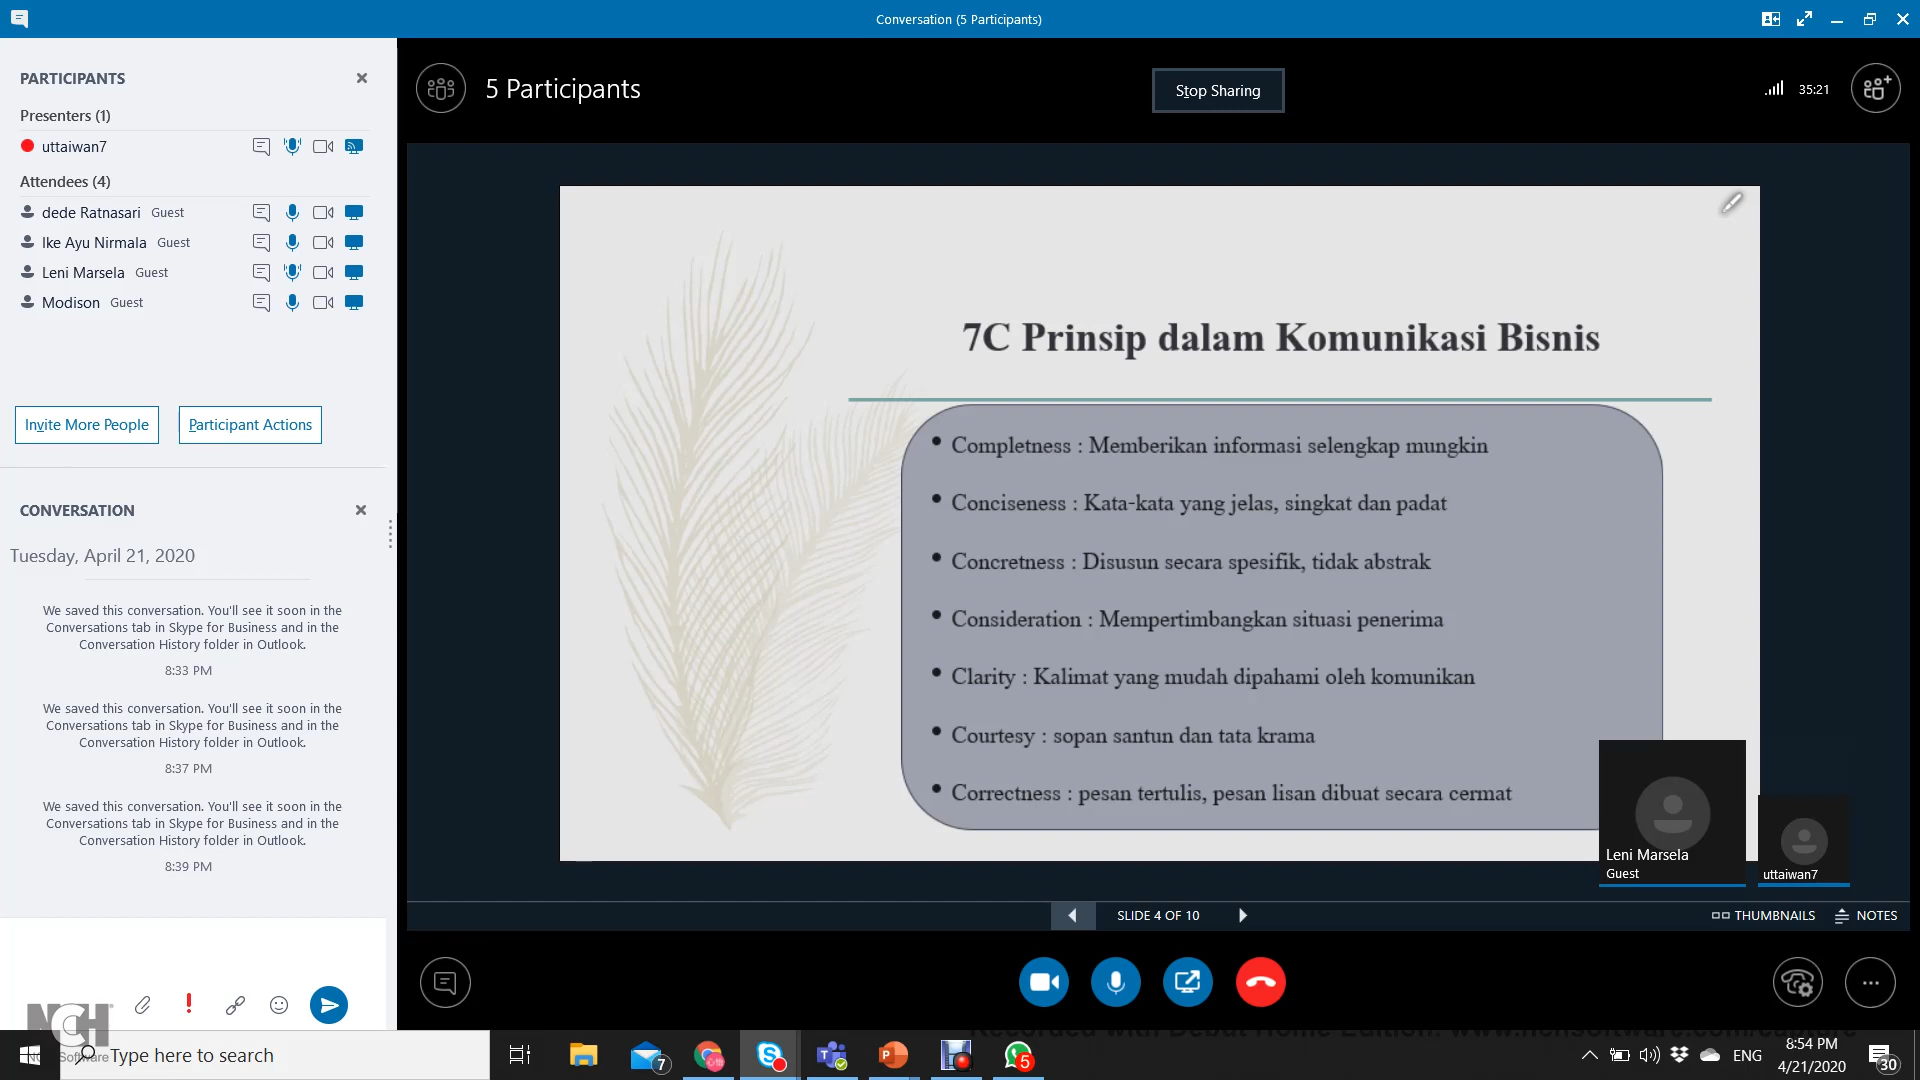 Conversation (5 Participants)
PARTICIPANTS
Presenters (1)
uttaiwan7
Attendees (4)
dede Ratnasari Guest
Ike Ayu Nirmala Guest
Leni Marsela Guest
Modison Guest
Invite More People
Participant Actions
CONVERSATION
Tuesday, April 21, 2020
We saved this conversation. You'll see it soon in the
Conversations tab in Skype for Business and in the
Conversation History folder in Outlook.
8:33 PM
We saved this conversation. You'll see it soon in the
Conversations tab in Skype for Business and in the
Conversation History folder in Outlook.
8:37 PM
We saved this conversation. You'll see it soon in the
Conversations tab in Skype for Business and in the
Conversation History folder in Outlook.
8:39 PM
5 Participants
Stop Sharing
35:21
7C Prinsip dalam Komunikasi Bisnis
• Completness : Memberikan informasi selengkap mungkin
• Conciseness : Kata-kata yang jelas, singkat dan padat
• Concretness : Disusun secara spesifik, tidak abstrak
• Consideration : Mempertimbangkan situasi penerima
• Clarity : Kalimat yang mudah dipahami oleh komunikan
• Courtesy : sopan santun dan tata krama
• Correctness : pesan tertulis, pesan lisan dibuat secara cermat
Leni Marsela
Guest
uttaiwan7
SLIDE 4 OF 10
THUMBNAILS
NOTES
NCH
Software
Type here to search
7
5
ENG
8:54 PM
4/21/2020
30